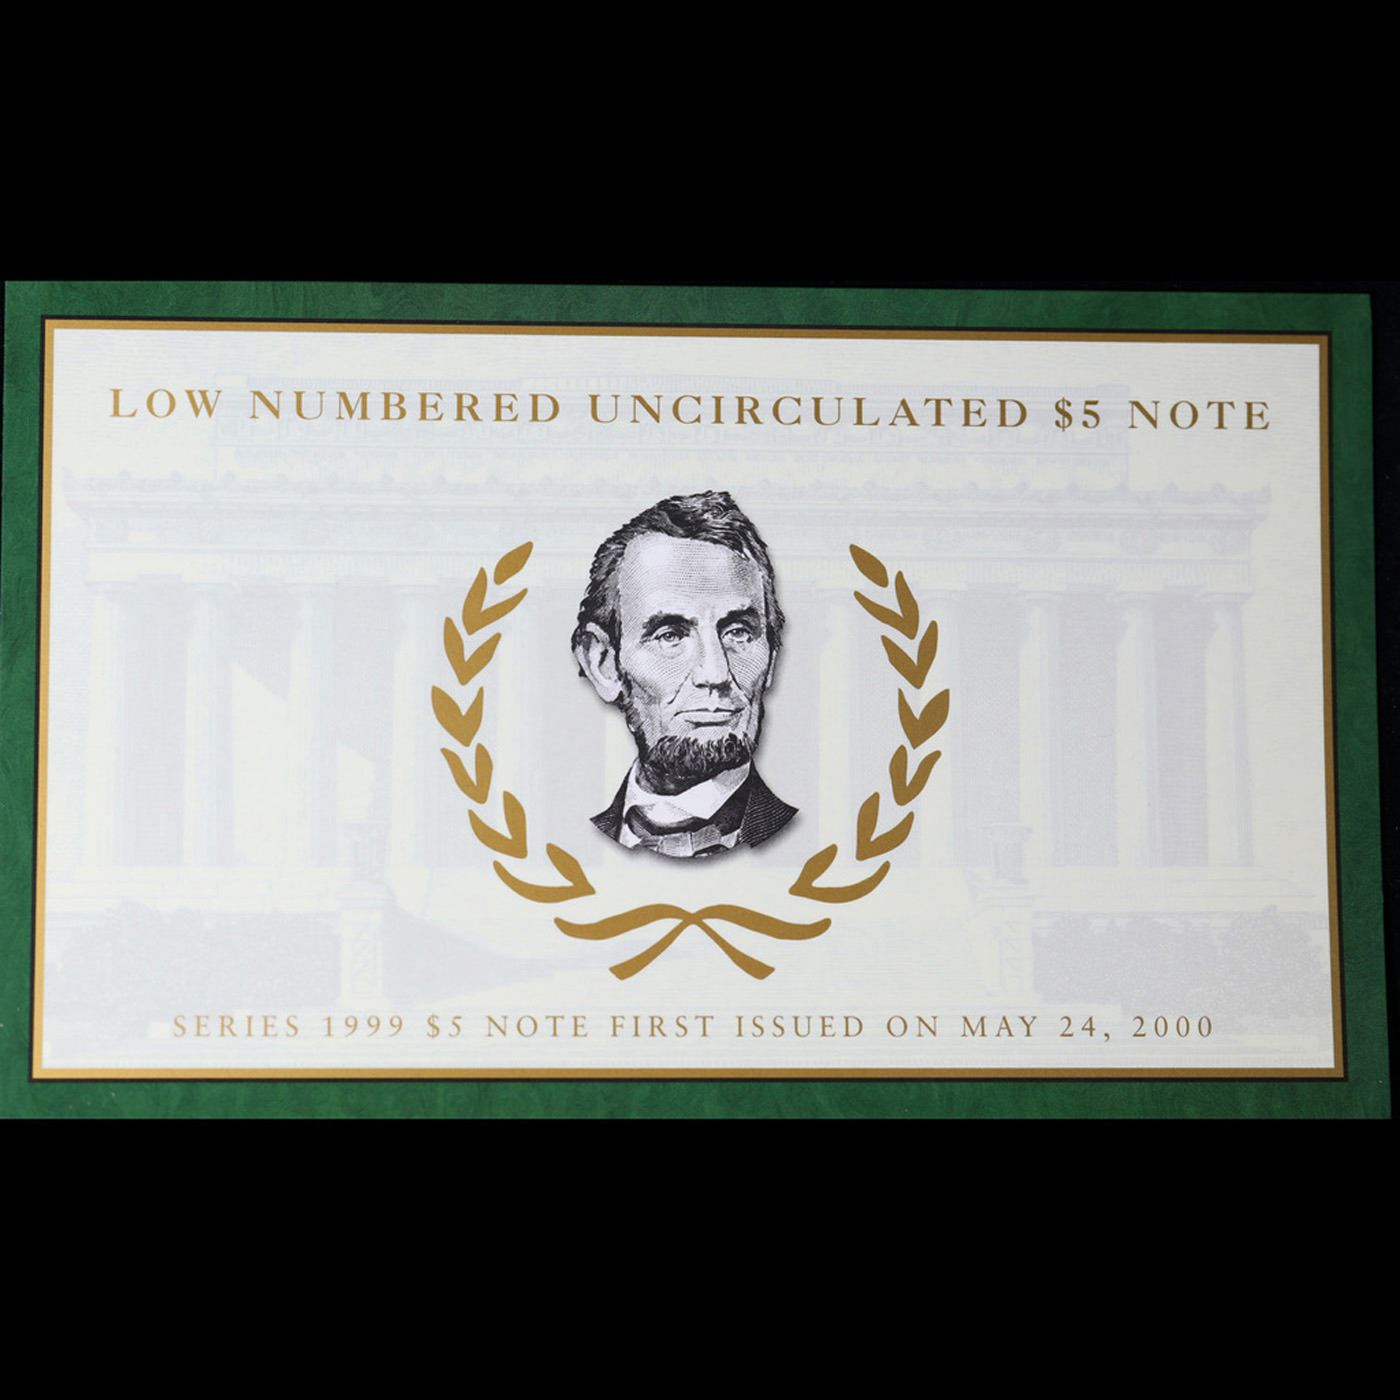 LOW NUMBERED UNCIRCULATED $5 NOTE
SERIES 1999 $5 NOTE FIRST ISSUED ON MAY 24, 2000